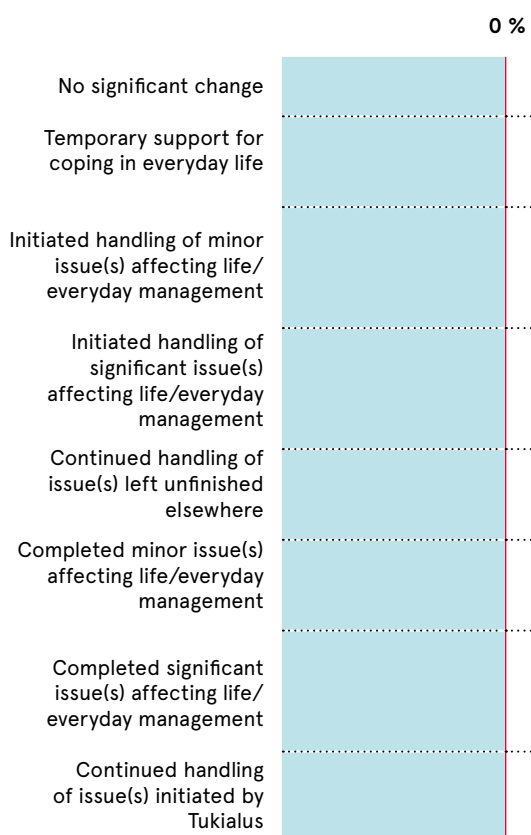 0 %
No significant change
Temporary support for
coping in everyday life
Initiated handling of minor
issue(s) affecting life/
everyday management
Initiated handling of
significant issue(s)
affecting life/everyday
management
Continued handling of
issue(s) left unfinished
elsewhere
Completed minor issue(s)
affecting life/everyday
management
Completed significant
issue(s) affecting life/
everyday management
Continued handling
of issue(s) initiated by
Tukialus